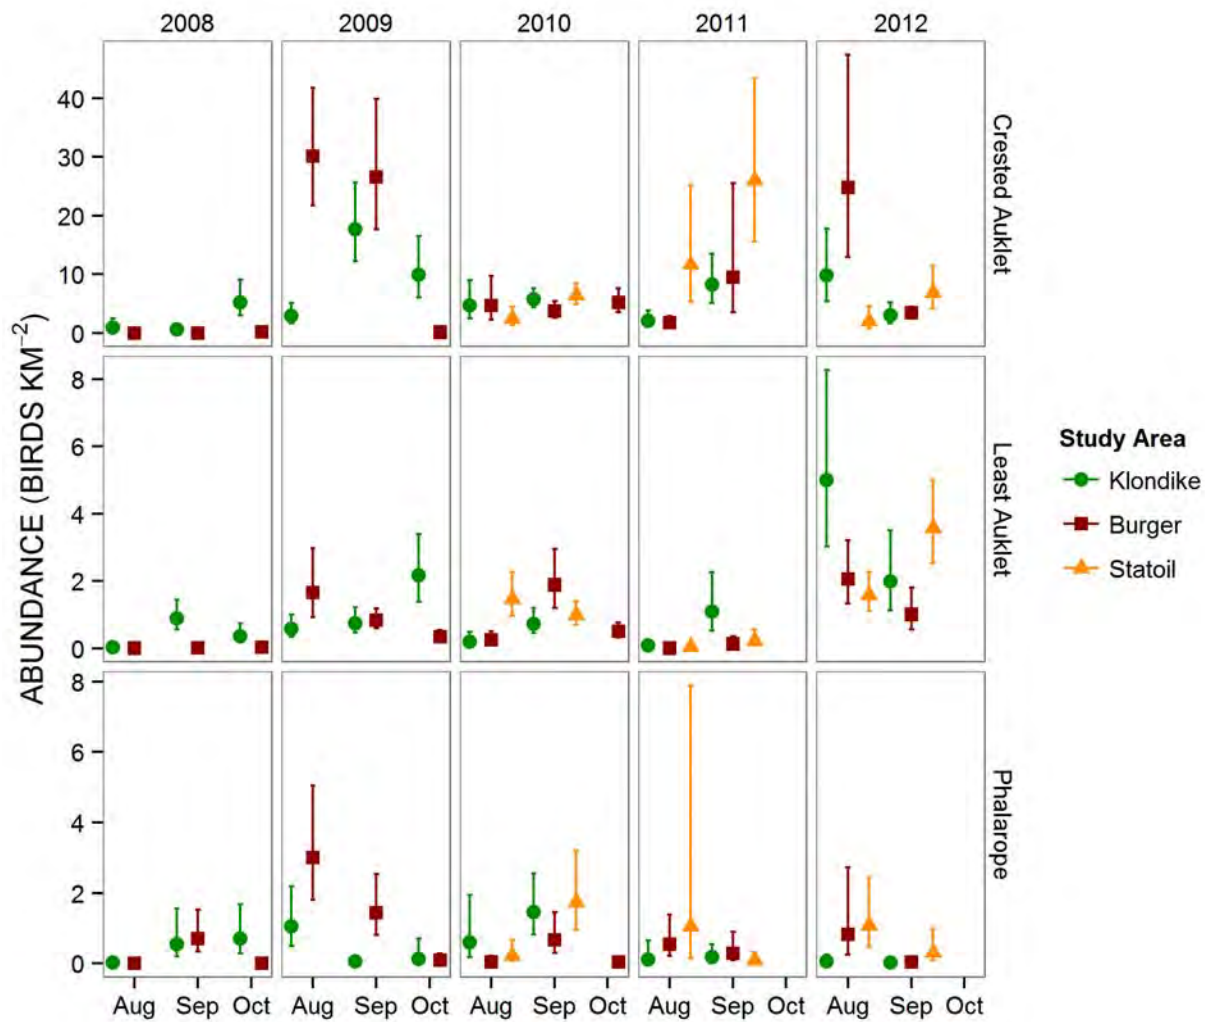 2008 2009 2010 2011 2012
ABUNDANCE (BIRDS KM⁻²)
40
30
20
10
0
Crested Auklet
8
6
4
2
0
Least Auklet
8
6
4
2
0
Phalarope
Aug Sep Oct Aug Sep Oct Aug Sep Oct Aug Sep Oct Aug Sep Oct
Study Area
Klondike
Burger
Statoil